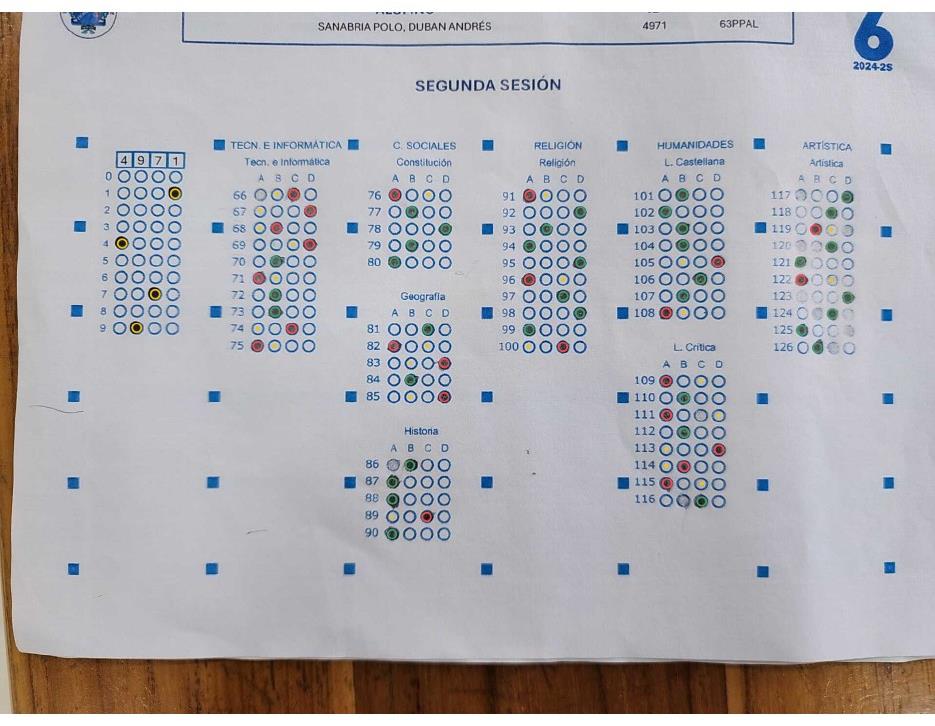 SANABRIA POLO, DUBAN ANDRÉS 4971 63PPAL
6
2024-2S
SEGUNDA SESIÓN
4 9 7 1
0
1
2
3
4
5
6
7
8
9
TECN. E INFORMÁTICA
Tecn. e Informática
A B C D
66
67
68
69
70
71
72
73
74
75
C. SOCIALES
Constitución
A B C D
76
77
78
79
80
Geografía
A B C D
81
82
83
84
85
Historia
A B C D
86
87
88
89
90
RELIGIÓN
Religión
A B C D
91
92
93
94
95
96
97
98
99
100
HUMANIDADES
L. Castellana
A B C D
101
102
103
104
105
106
107
108
L. Crítica
A B C D
109
110
111
112
113
114
115
116
ARTÍSTICA
Artística
A B C D
117
118
119
120
121
122
123
124
125
126